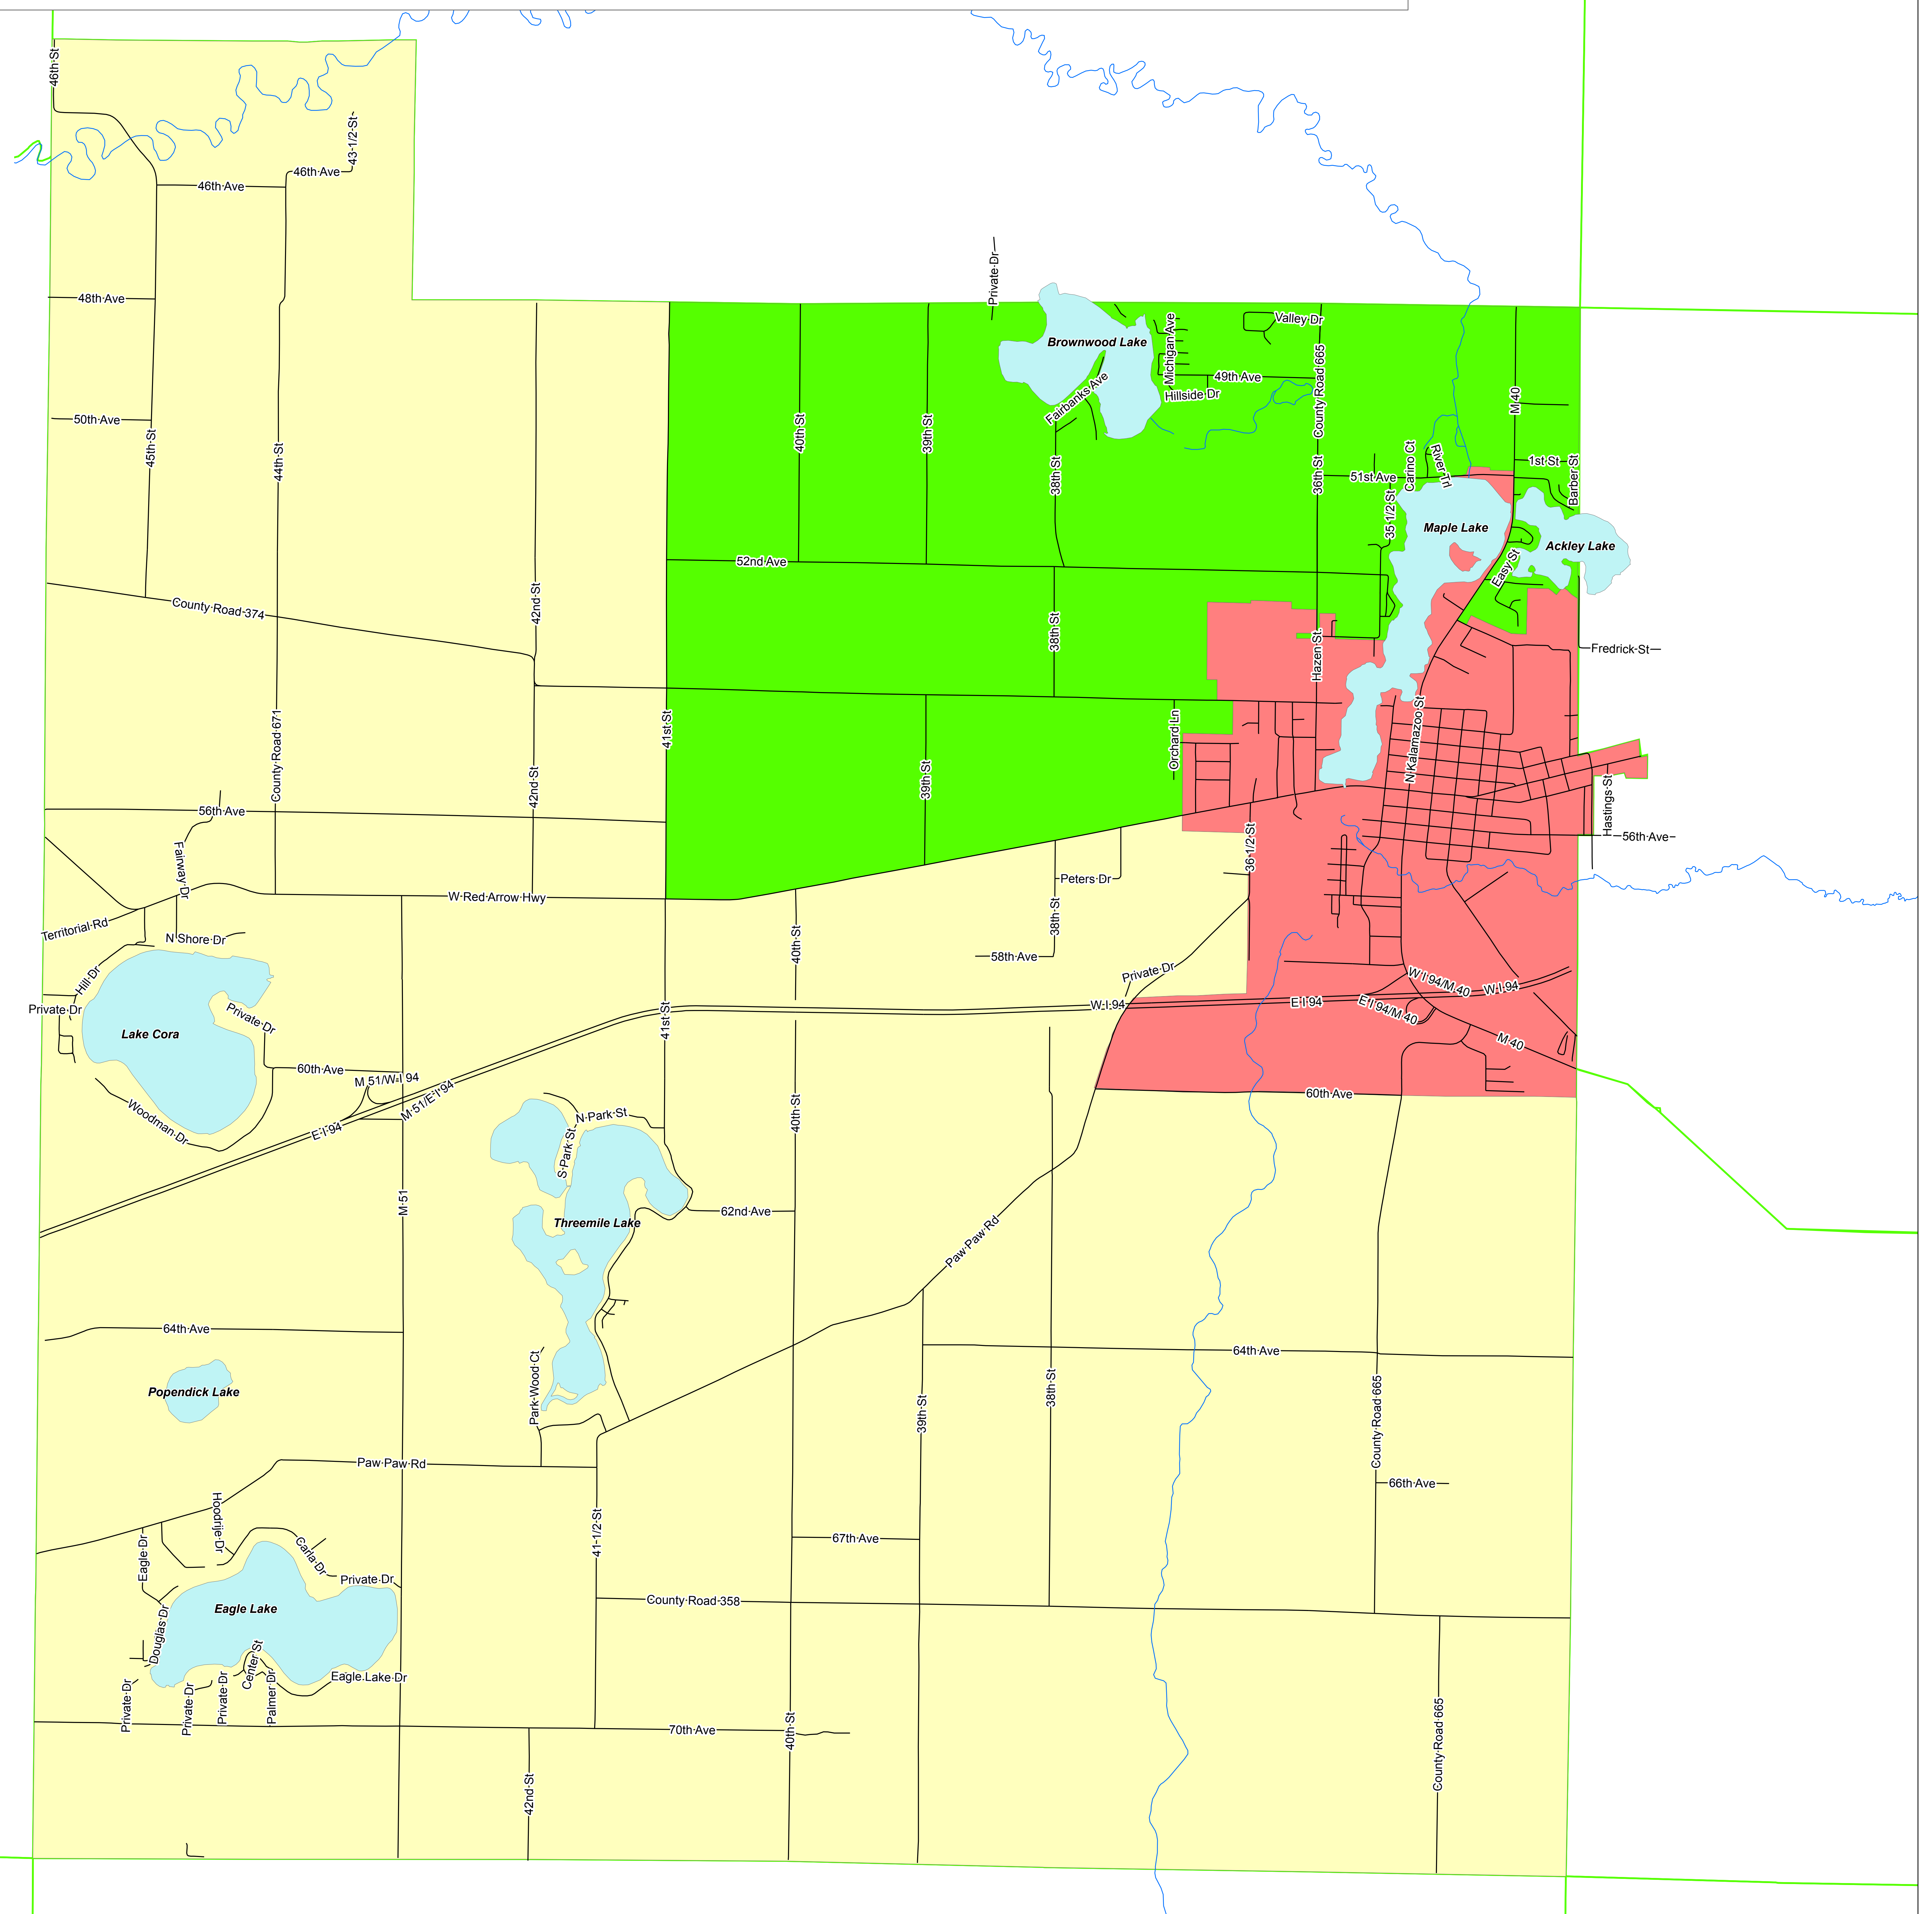 46th St
43-1/2 St
46th Ave
46th Ave
Private Dr
48th Ave
Valley Dr
Brownwood Lake
Michigan Ave
County Road 665
49th Ave
Fairbanks Ave
Hillside Dr
M 40
50th Ave
45th St
44th St
40th St
39th St
38th St
36th St
51st Ave
Carino Ct
River Trl
1st St
Barber St
35 1/2 St
Maple Lake
Ackley Lake
52nd Ave
Easy St
County Road 374
42nd St
38th St
Hazen St
Fredrick St
County Road 671
41st St
Orchard Ln
N Kalamazoo St
42nd St
39th St
56th Ave
Hastings St
56th Ave
Fairway Dr
36 1/2 St
Peters Dr
W Red Arrow Hwy
Territorial Rd
N Shore Dr
40th St
38th St
58th Ave
Hill Dr
Private Dr
Private Dr
Private Dr
W I 94
E I 94
W I 94/M 40
W I 94
E I 94/M 40
M 40
Lake Cora
41st St
60th Ave
M 51/W I 94
M 51/E I 94
60th Ave
Woodman Dr
E I 94
N Park St
S Park St
40th St
M 51
Threemile Lake
62nd Ave
Paw Paw Rd
64th Ave
64th Ave
Popendick Lake
Park Wood Ct
39th St
38th St
County Road 665
Paw Paw Rd
66th Ave
Hoodrije Dr
41-1/2 St
67th Ave
Eagle Dr
Carla Dr
Private Dr
Eagle Lake
County Road 358
Douglas Dr
Center St
Eagle Lake Dr
Private Dr
Private Dr
Private Dr
Palmer Dr
70th Ave
40th St
County Road 665
42nd St